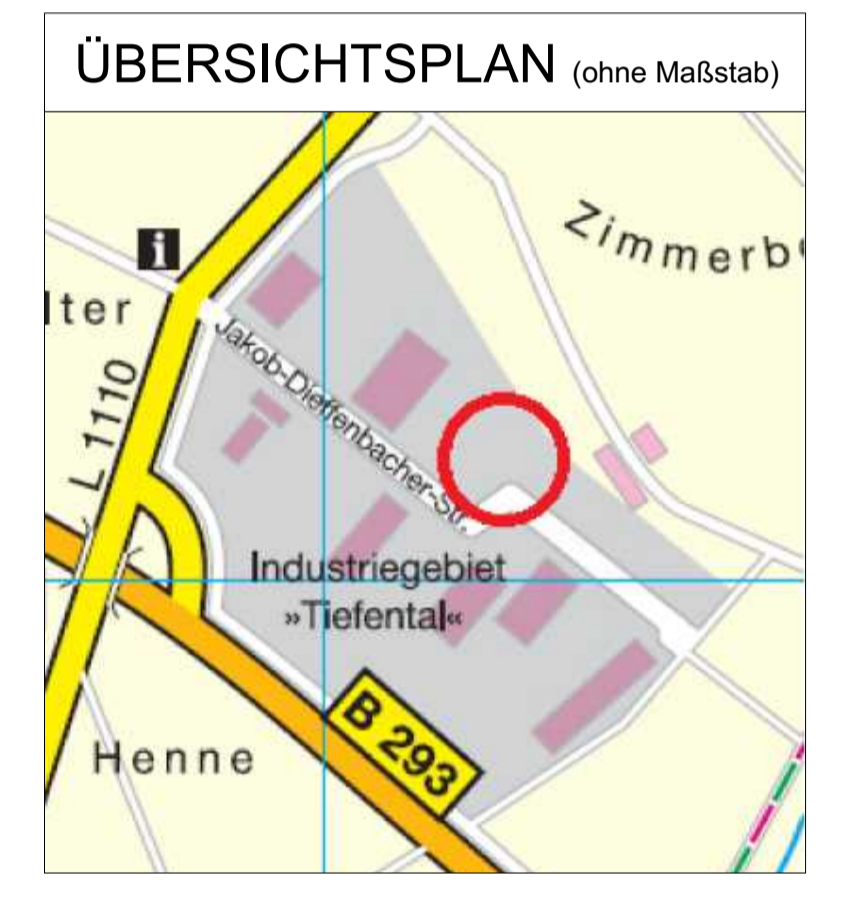 ÜBERSICHTSPLAN (ohne Maßstab)
Zimmerb
i
lter
Jakob-Dieffenbacher-Str.
L 1110
Industriegebiet
»Tiefental«
B 293
Henne